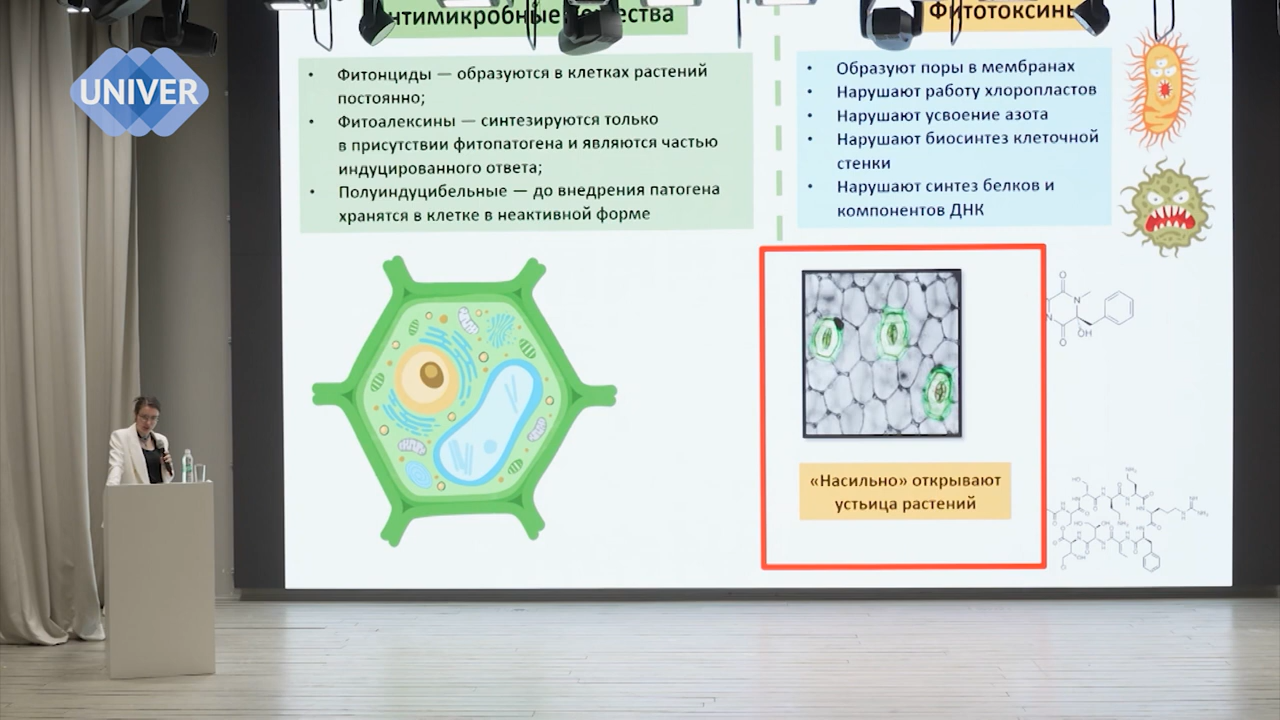 UNIVER
нтимикробные вещества
• Фитонциды — образуются в клетках растений
постоянно;
• Фитоалексины — синтезируются только
в присутствии фитопатогена и являются частью
индуцированного ответа;
• Полуиндуцибельные — до внедрения патогена
хранятся в клетке в неактивной форме
Фитотоксины
• Образуют поры в мембранах
• Нарушают работу хлоропластов
• Нарушают усвоение азота
• Нарушают биосинтез клеточной
стенки
• Нарушают синтез белков и
компонентов ДНК
«Насильно» открывают
устьица растений